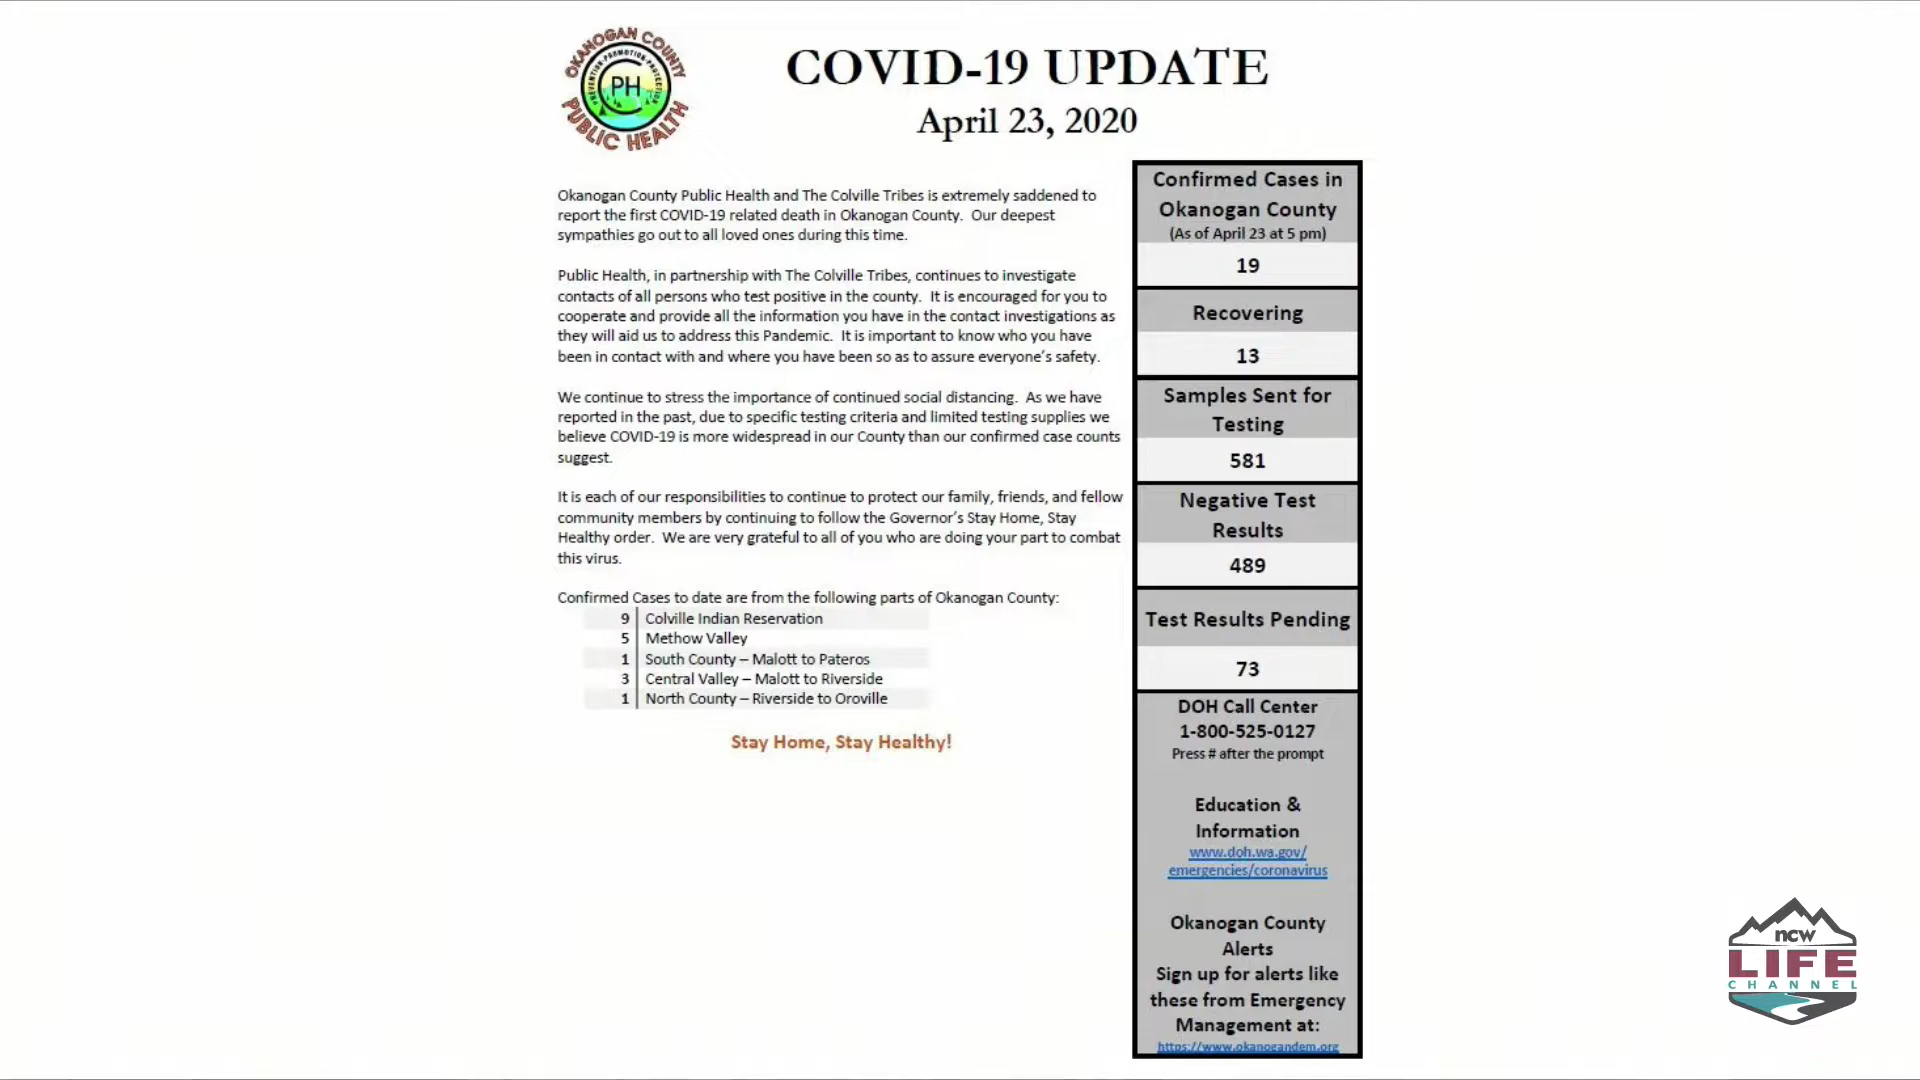 OKANOGAN COUNTY
PREVENTION·PROMOTION·PROTECTION
PH
PUBLIC HEALTH
COVID-19 UPDATE
April 23, 2020
Okanogan County Public Health and The Colville Tribes is extremely saddened to
report the first COVID-19 related death in Okanogan County.  Our deepest
sympathies go out to all loved ones during this time.
Public Health, in partnership with The Colville Tribes, continues to investigate
contacts of all persons who test positive in the county.  It is encouraged for you to
cooperate and provide all the information you have in the contact investigations as
they will aid us to address this Pandemic.  It is important to know who you have
been in contact with and where you have been so as to assure everyone's safety.
We continue to stress the importance of continued social distancing.  As we have
reported in the past, due to specific testing criteria and limited testing supplies we
believe COVID-19 is more widespread in our County than our confirmed case counts
suggest.
It is each of our responsibilities to continue to protect our family, friends, and fellow
community members by continuing to follow the Governor's Stay Home, Stay
Healthy order.  We are very grateful to all of you who are doing your part to combat
this virus.
Confirmed Cases to date are from the following parts of Okanogan County:
9 Colville Indian Reservation
5 Methow Valley
1 South County – Malott to Pateros
3 Central Valley – Malott to Riverside
1 North County – Riverside to Oroville
Stay Home, Stay Healthy!
Confirmed Cases in
Okanogan County
(As of April 23 at 5 pm)
19
Recovering
13
Samples Sent for
Testing
581
Negative Test
Results
489
Test Results Pending
73
DOH Call Center
1-800-525-0127
Press # after the prompt
Education &
Information
www.doh.wa.gov/
emergencies/coronavirus
Okanogan County
Alerts
Sign up for alerts like
these from Emergency
Management at:
https://www.okanogandem.org
ncw
LIFE
CHANNEL